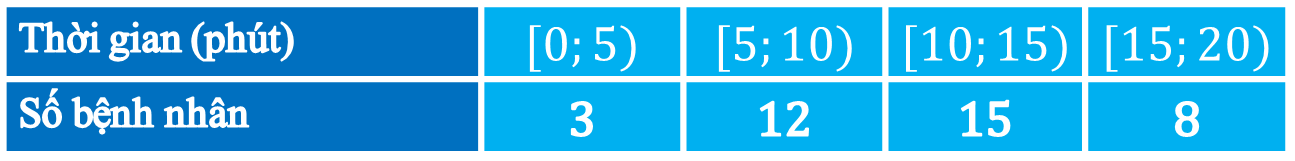 Thời gian (phút) [0; 5) [5; 10) [10; 15) [15; 20)
Số bệnh nhân 3 12 15 8